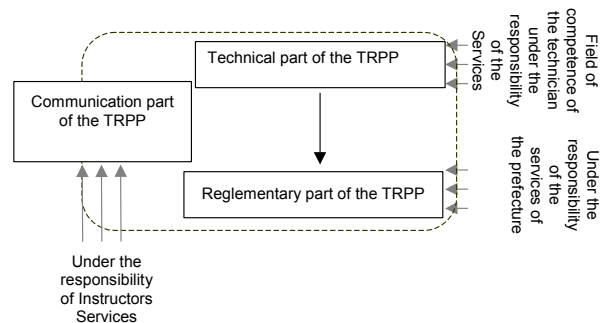 Technical part of the TRPP
Field of
competence of
the technician
under the
responsibility
of the
Services
Communication part
of the TRPP
Reglementary part of the TRPP
Under the
responsibility
of the
services of
the prefecture
Under the
responsibility
of Instructors
Services